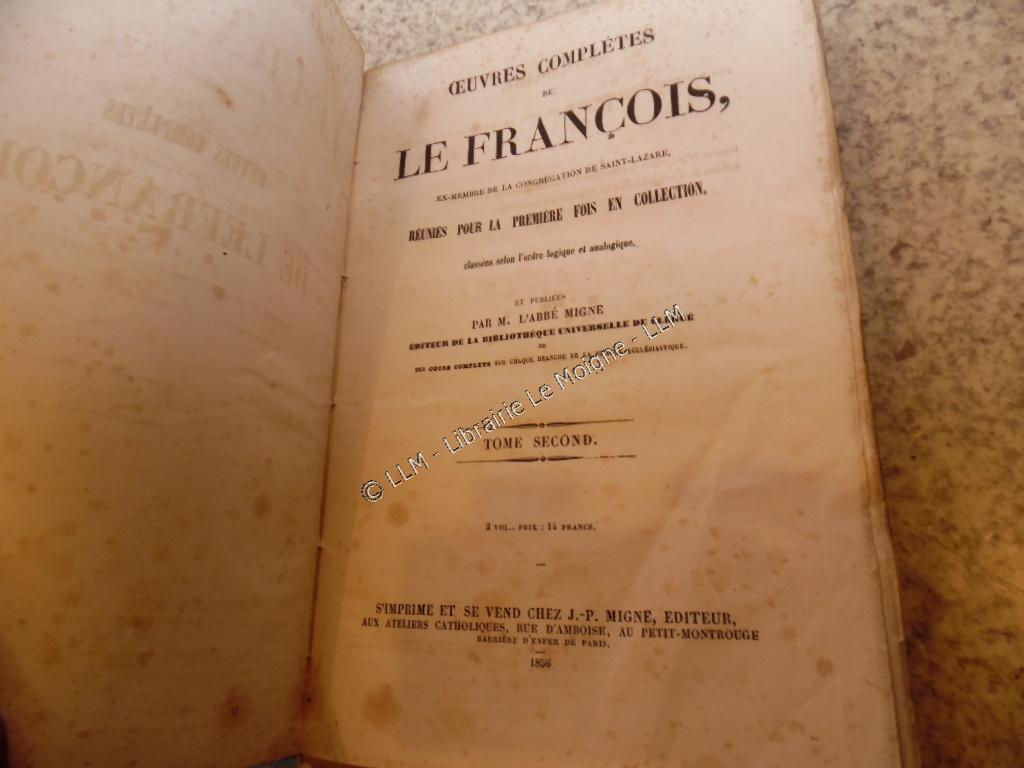 ŒUVRES COMPLÈTES
DE
LE FRANÇOIS,
EX-MEMBRE DE LA CONGRÉGATION DE SAINT-LAZARE,
RÉUNIES POUR LA PREMIÈRE FOIS EN COLLECTION,
classées selon l'ordre logique et analogique,
ET PUBLIÉES
PAR M. L'ABBÉ MIGNE
ÉDITEUR DE LA BIBLIOTHÈQUE UNIVERSELLE DU CLERGÉ
OU
DES COURS COMPLETS SUR CHAQUE BRANCHE DE LA ECCLÉSIASTIQUE.
TOME SECOND.
© LLM - Librairie Le Moigne - LLM
2 VOL., PRIX : 14 FRANCS.
S'IMPRIME ET SE VEND CHEZ J.-P. MIGNE, EDITEUR,
AUX ATELIERS CATHOLIQUES, RUE D'AMBOISE, AU PETIT-MONTROUGE
BARRIÈRE D'ENFER DE PARIS.
1856